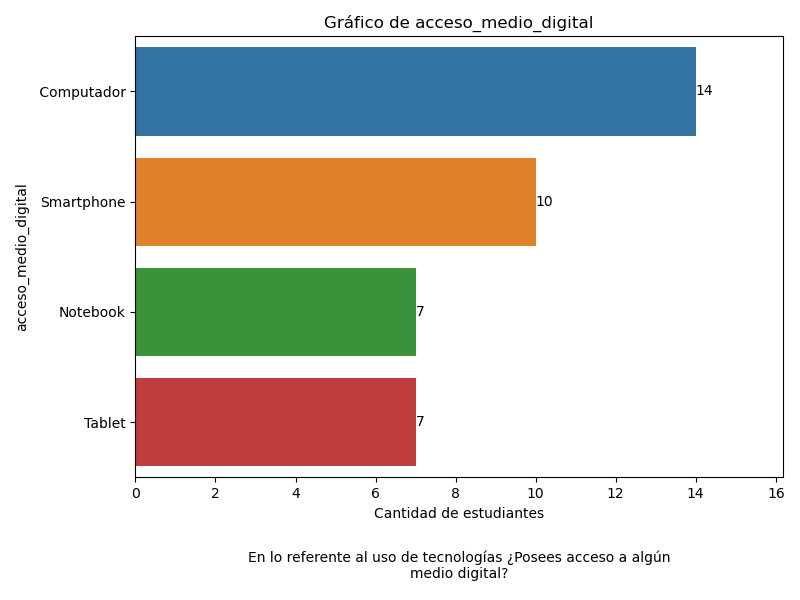 Gráfico de acceso_medio_digital
acceso_medio_digital
Computador
14
Smartphone
10
Notebook
7
Tablet
7
0 2 4 6 8 10 12 14 16
Cantidad de estudiantes
En lo referente al uso de tecnologías ¿Posees acceso a algún
medio digital?